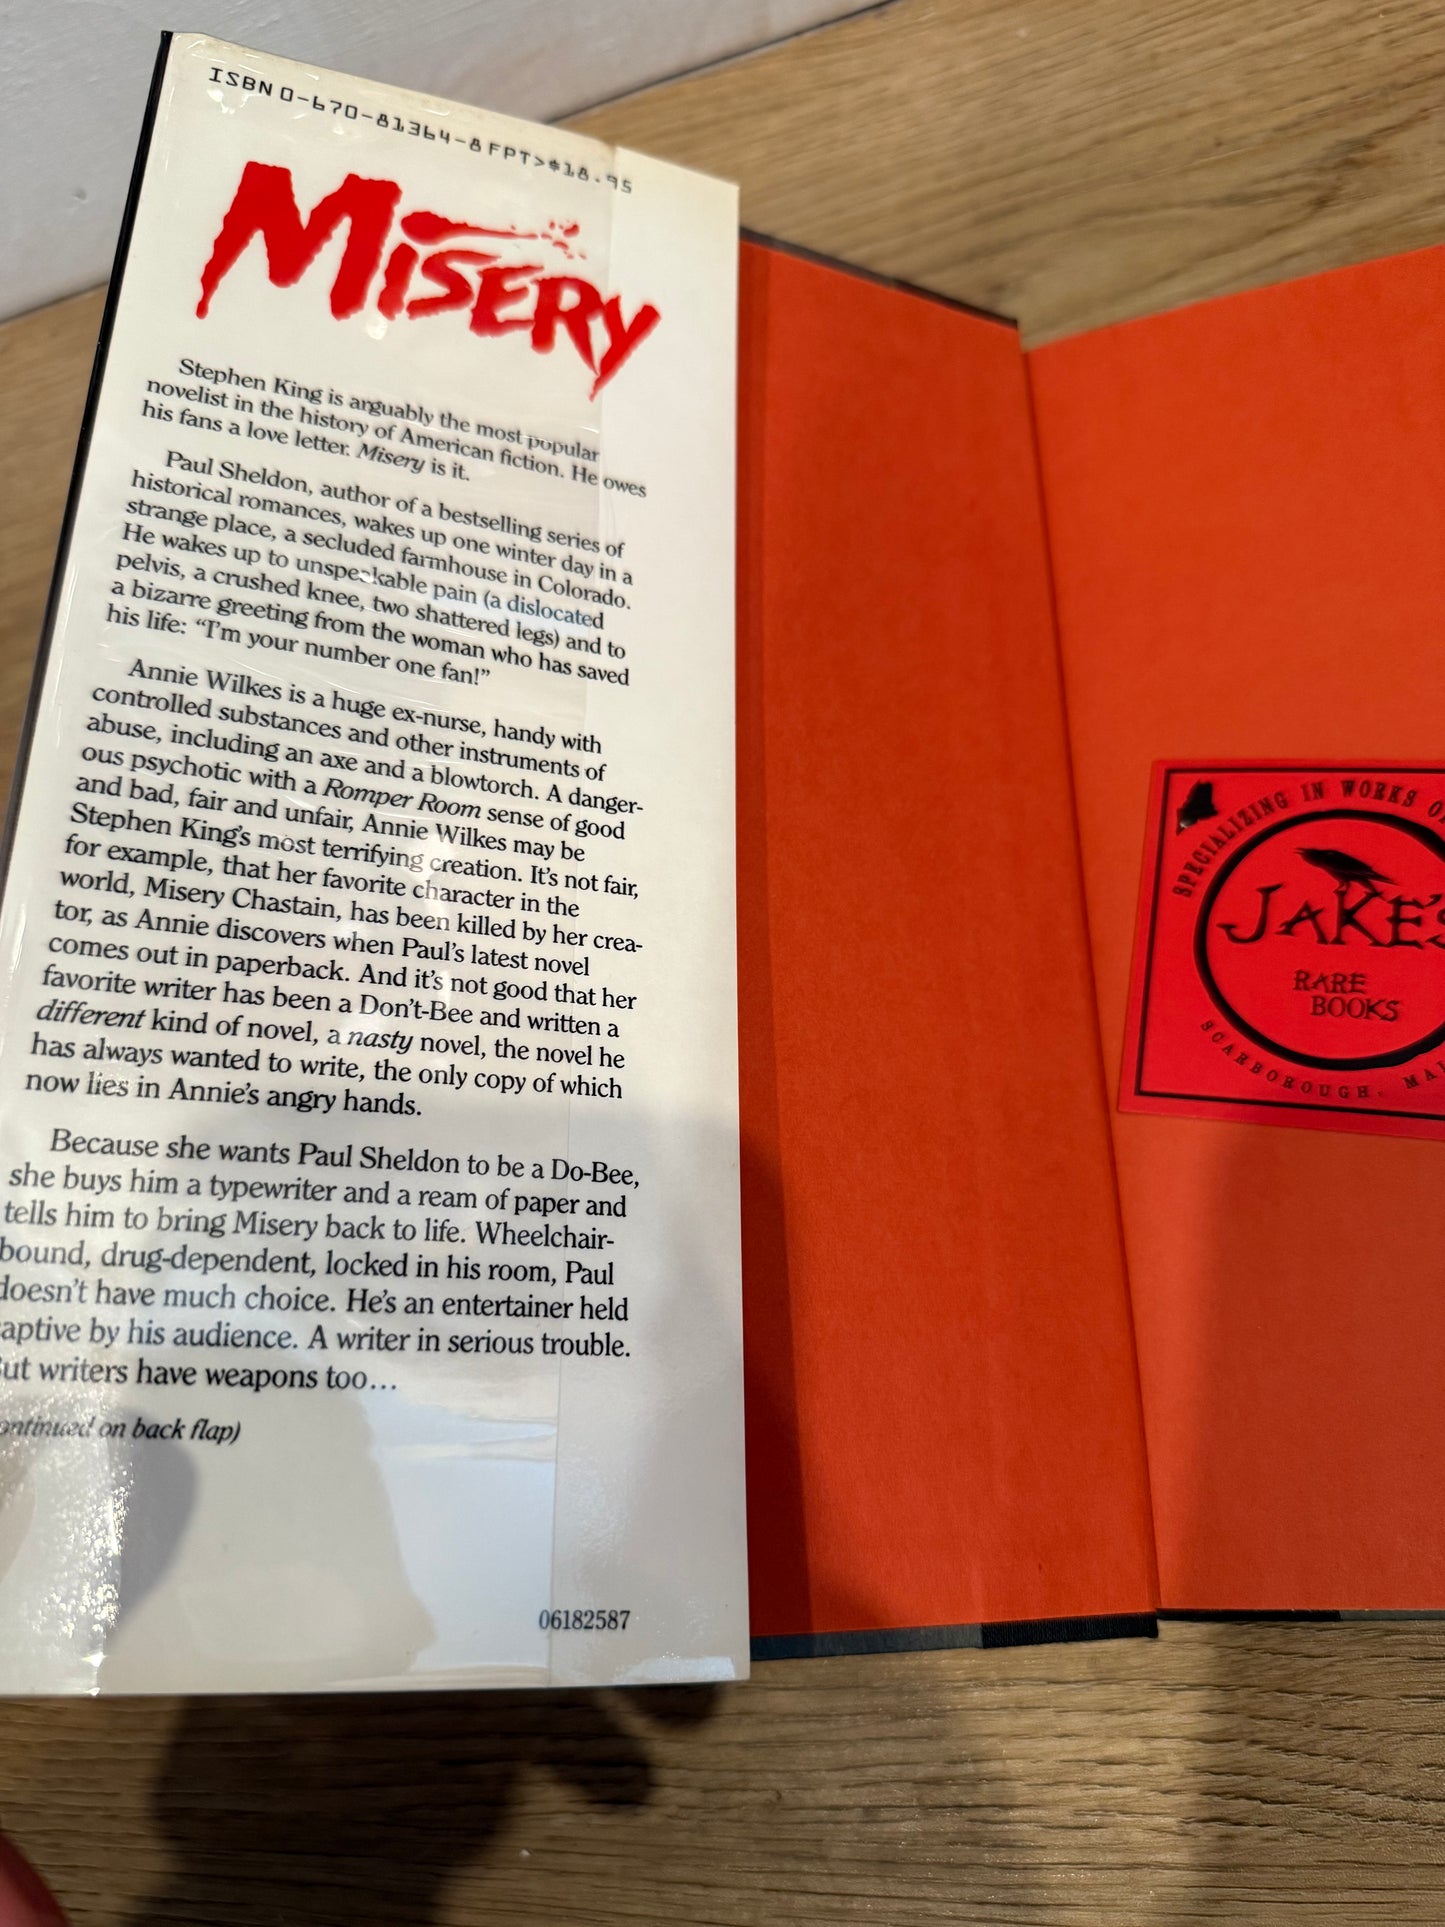 ISBN 0-670-81364-8 FPT>$18.95
MISERY
Stephen King is arguably the most popular
novelist in the history of American fiction. He owes
his fans a love letter. Misery is it.
Paul Sheldon, author of a bestselling series of
historical romances, wakes up one winter day in a
strange place, a secluded farmhouse in Colorado.
He wakes up to unspeakable pain (a dislocated
pelvis, a crushed knee, two shattered legs) and to
a bizarre greeting from the woman who has saved
his life: “I’m your number one fan!”
Annie Wilkes is a huge ex-nurse, handy with
controlled substances and other instruments of
abuse, including an axe and a blowtorch. A danger-
ous psychotic with a Romper Room sense of good
and bad, fair and unfair, Annie Wilkes may be
Stephen King’s most terrifying creation. It’s not fair,
for example, that her favorite character in the
world, Misery Chastain, has been killed by her crea-
tor, as Annie discovers when Paul’s latest novel
comes out in paperback. And it’s not good that her
favorite writer has been a Don’t-Bee and written a
different kind of novel, a nasty novel, the novel he
has always wanted to write, the only copy of which
now lies in Annie’s angry hands.
Because she wants Paul Sheldon to be a Do-Bee,
she buys him a typewriter and a ream of paper and
tells him to bring Misery back to life. Wheelchair-
bound, drug-dependent, locked in his room, Paul
doesn’t have much choice. He’s an entertainer held
captive by his audience. A writer in serious trouble.
But writers have weapons too…
(continued on back flap)
06182587
SPECIALIZING IN WORKS
JAKE'S
RARE
BOOKS
SCARBOROUGH,